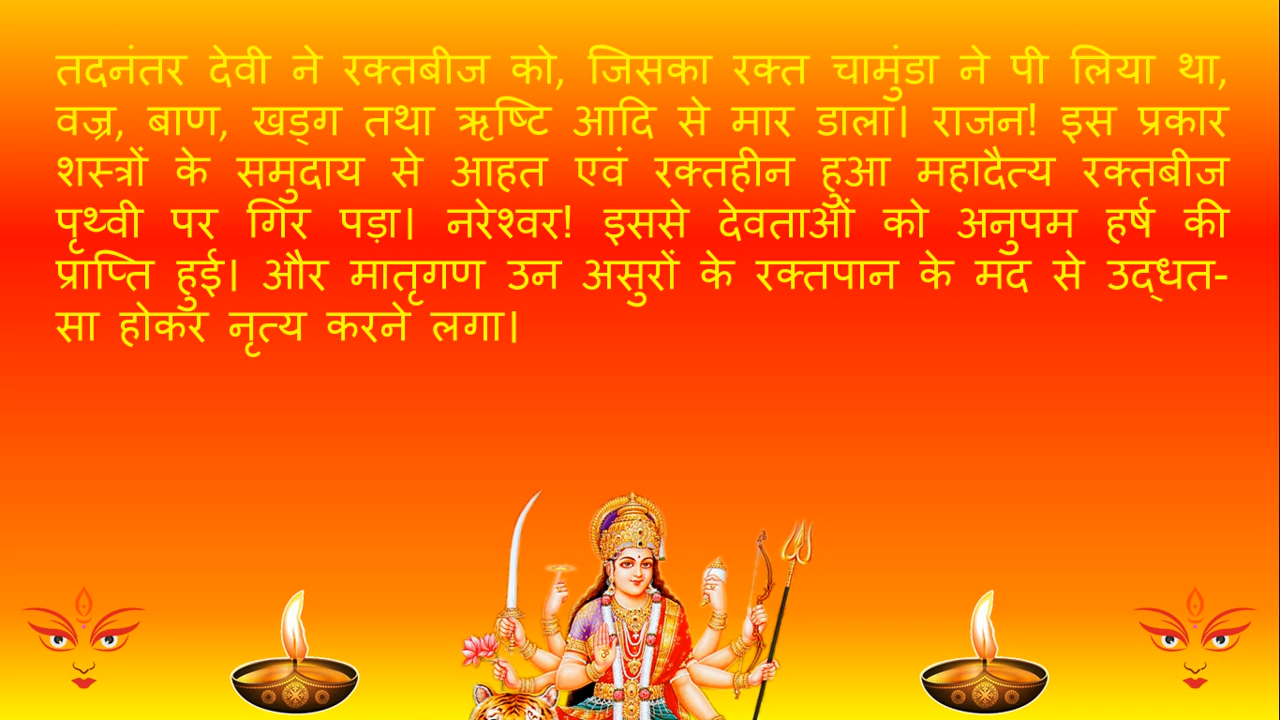 तदनंतर देवी ने रक्तबीज को, जिसका रक्त चामुंडा ने पी लिया था,
वज्र, बाण, खड्ग तथा ऋष्टि आदि से मार डाला। राजन! इस प्रकार
शस्त्रों के समुदाय से आहत एवं रक्तहीन हुआ महादैत्य रक्तबीज
पृथ्वी पर गिर पड़ा। नरेश्वर! इससे देवताओं को अनुपम हर्ष की
प्राप्ति हुई। और मातृगण उन असुरों के रक्तपान के मद से उद्धत-
सा होकर नृत्य करने लगा।